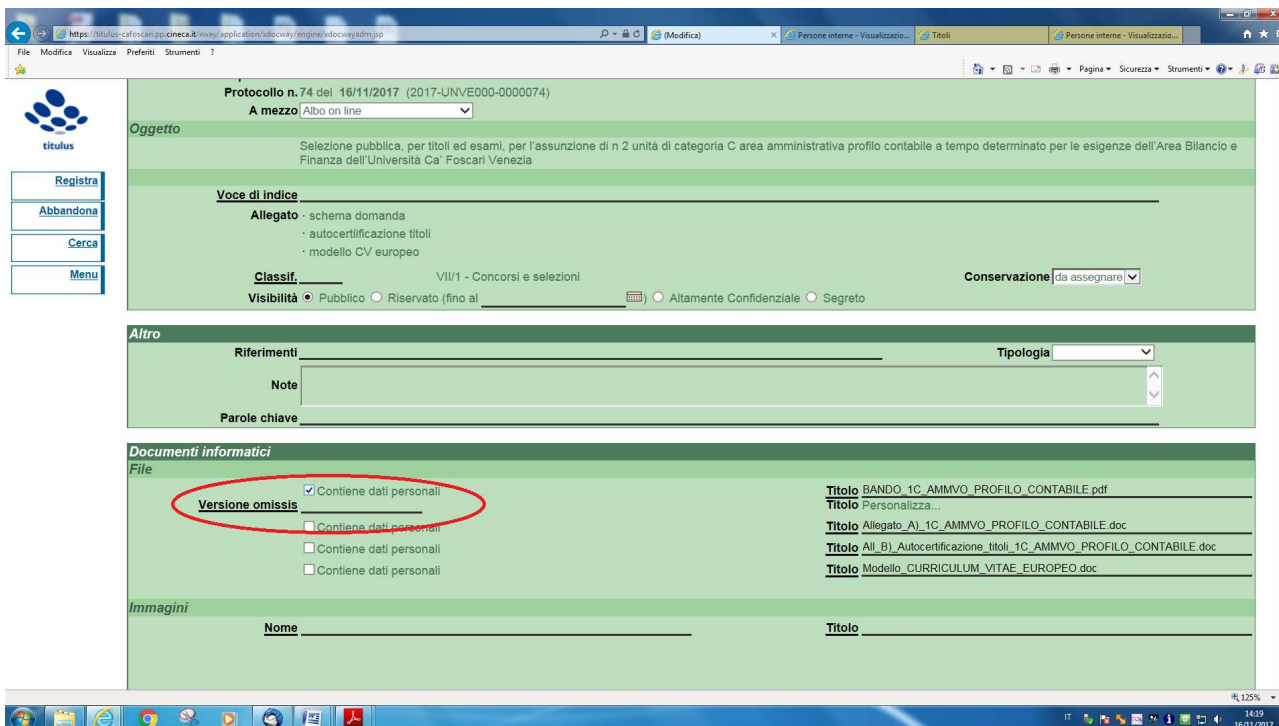 https://titulus-cafoscari.pp.cineca.it/xway/application/xdocway/engine/xdocwayadm.jsp
(Modifica)
Persone interne - Visualizzazio...
Titoli
Persone interne - Visualizzazio...
File Modifica Visualizza Preferiti Strumenti ?
Pagina Sicurezza Strumenti
Protocollo n. 74 del 16/11/2017 (2017-UNVE000-0000074)
A mezzo Albo on line
Oggetto
Selezione pubblica, per titoli ed esami, per l'assunzione di n 2 unità di categoria C area amministrativa profilo contabile a tempo determinato per le esigenze dell'Area Bilancio e
Finanza dell'Università Ca' Foscari Venezia
titulus
Registra
Abbandona
Cerca
Menu
Voce di indice
Allegato · schema domanda
· autocertiificazione titoli
· modello CV europeo
Classif. VII/1 - Concorsi e selezioni Conservazione da assegnare
Visibilità Pubblico Riservato (fino al ) Altamente Confidenziale Segreto
Altro
Riferimenti Tipologia
Note
Parole chiave
Documenti informatici
File
Contiene dati personali Titolo BANDO_1C_AMMVO_PROFILO_CONTABILE.pdf
Versione omissis Titolo Personalizza...
Contiene dati personali Titolo Allegato_A)_1C_AMMVO_PROFILO_CONTABILE.doc
Contiene dati personali Titolo All_B)_Autocertificazione_titoli_1C_AMMVO_PROFILO_CONTABILE.doc
Contiene dati personali Titolo Modello_CURRICULUM_VITAE_EUROPEO.doc
Immagini
Nome Titolo
125%
IT 14:19
16/11/2017